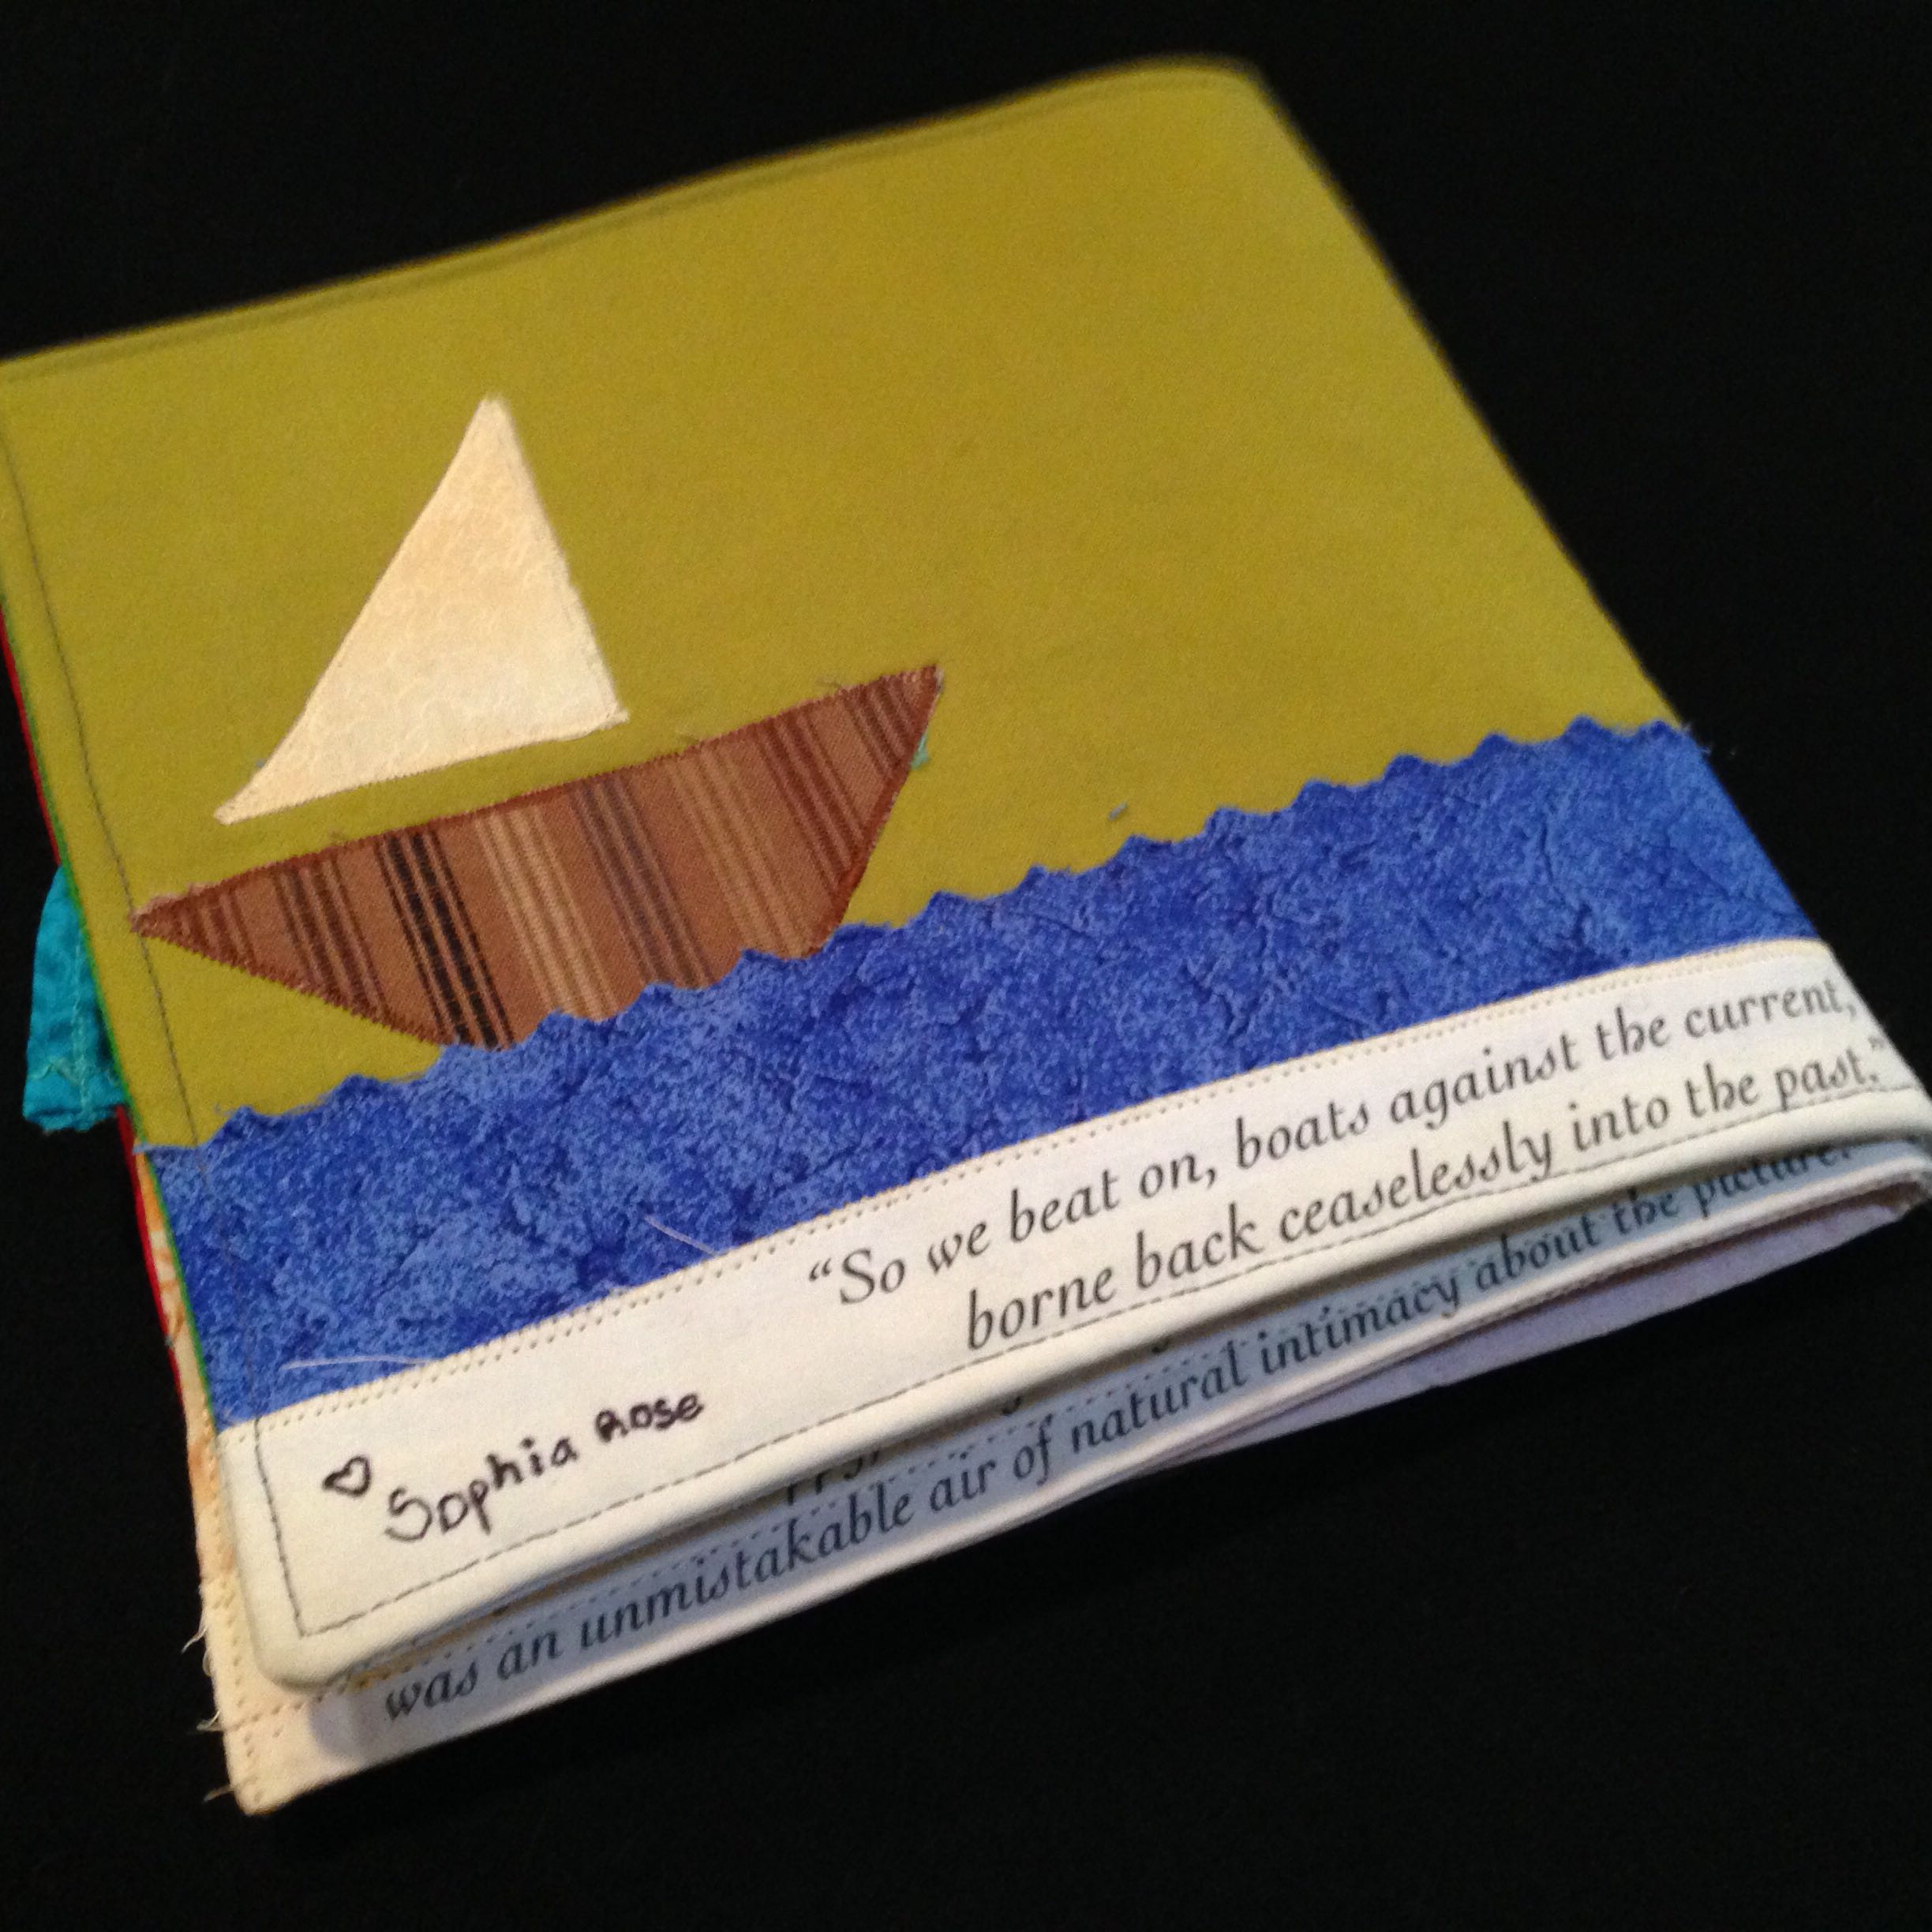 “So we beat on, boats against the current,
borne back ceaselessly into the past.”
♡ Sophia Rose
was an unmistakable air of natural intimacy about the picture.